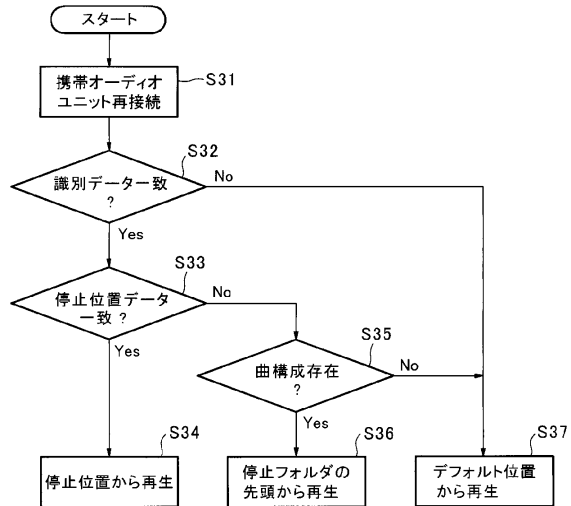 スタート
携帯オーディオ
ユニット再接続
S31
識別データ一致
?
S32
No
Yes
停止位置データ
一致?
S33
No
Yes
曲構成存在
?
S35
No
Yes
停止位置から再生
S34
停止フォルダの
先頭から再生
S36
デフォルト位置
から再生
S37